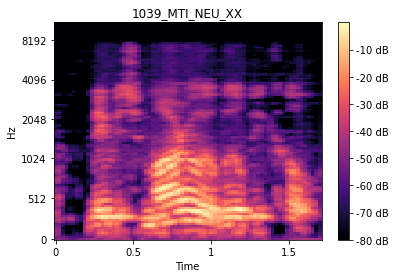 1039_MTI_NEU_XX
8192
4096
2048
1024
512
0
Hz
0
0.5
1
1.5
Time
-10 dB
-20 dB
-30 dB
-40 dB
-50 dB
-60 dB
-70 dB
-80 dB